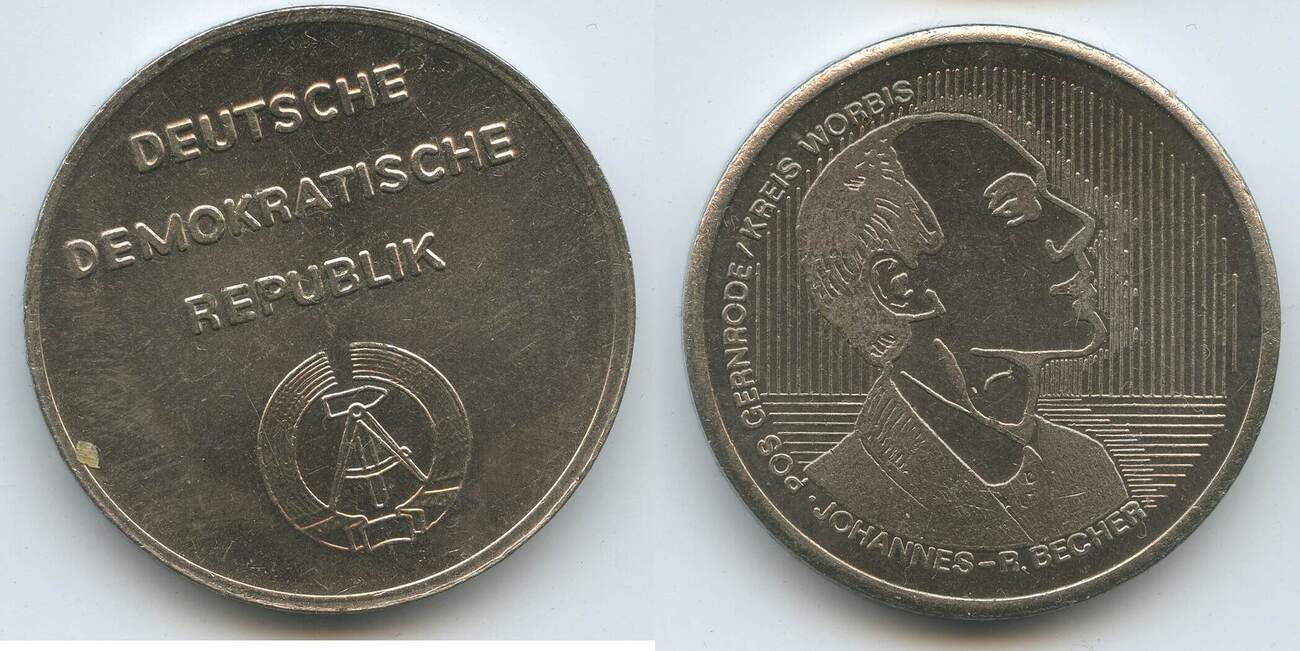 DEUTSCHE
DEMOKRATISCHE
REPUBLIK
POS GERNRODE / KREIS WORBIS
· JOHANNES-R. BECHER